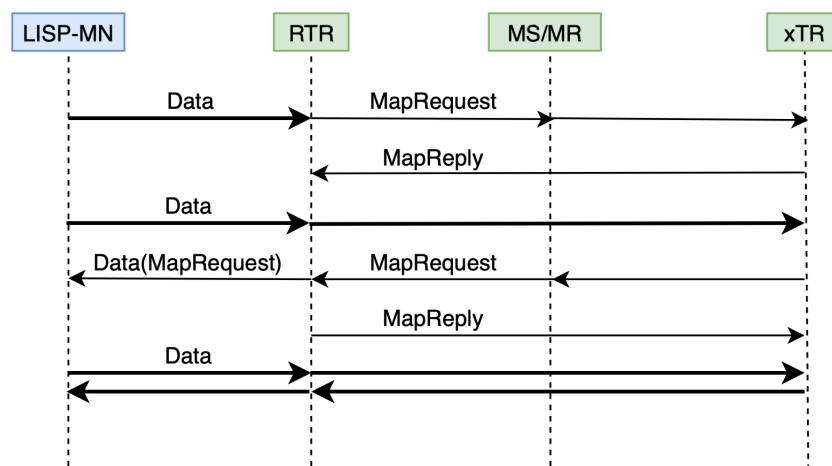 LISP-MN
RTR
MS/MR
xTR
Data
MapRequest
MapReply
Data
Data(MapRequest)
MapRequest
MapReply
Data